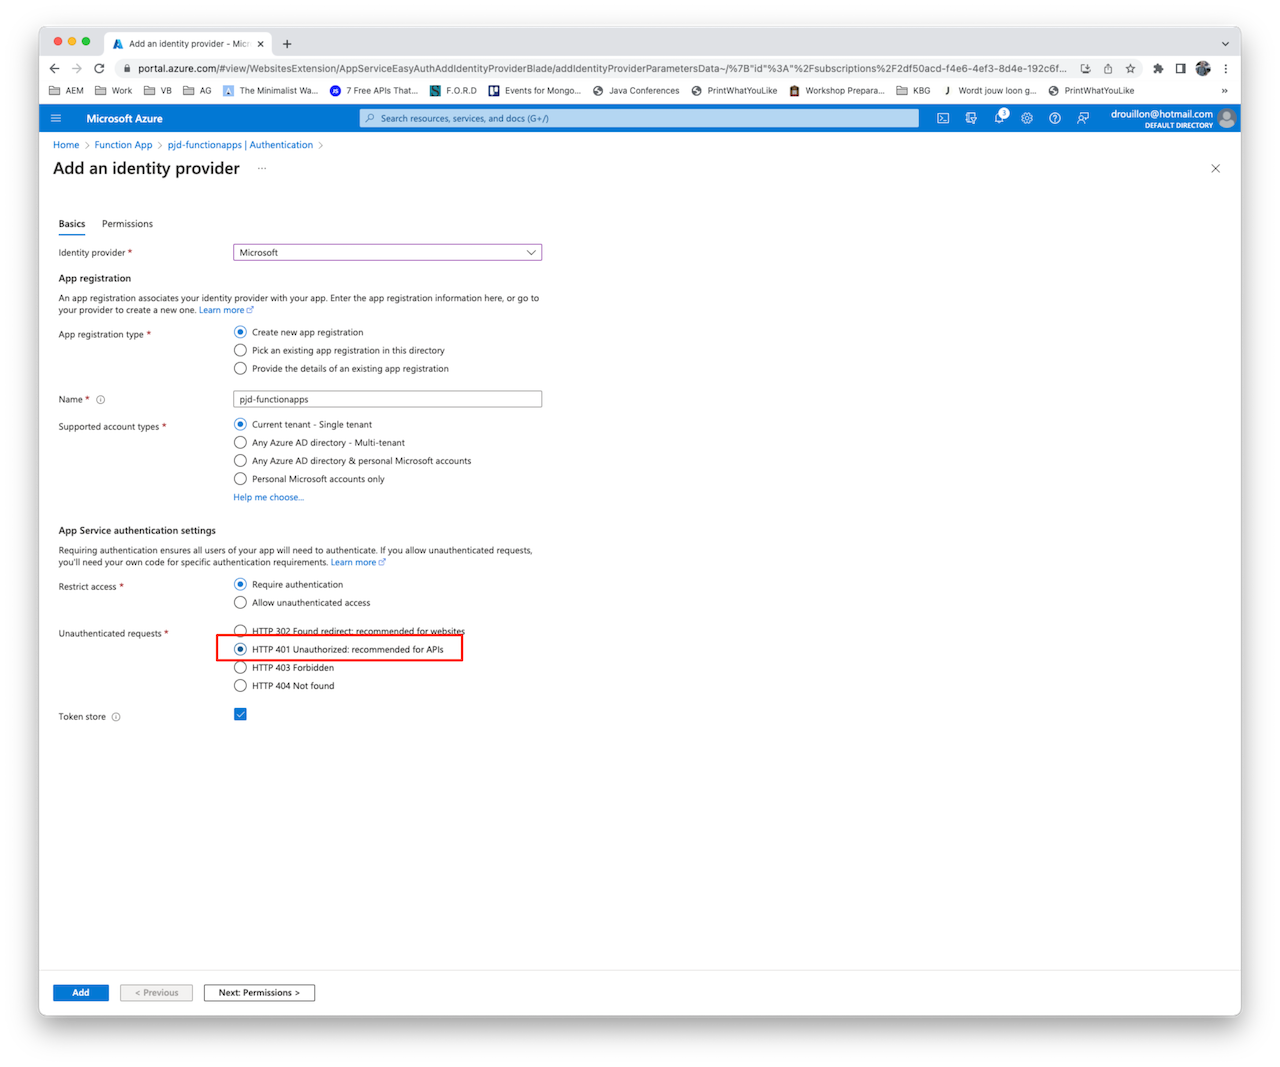 Add an identity provider - Micr
portal.azure.com/#view/WebsitesExtension/AppServiceEasyAuthAddIdentityProviderBlade/addIdentityProviderParametersData~/%7B"id"%3A"%2Fsubscriptions%2F2df50acd-f4e6-4ef3-8d4e-192c6f...
AEM Work VB AG The Minimalist Wa... 7 Free APIs That... F.O.R.D Events for Mongo... Java Conferences PrintWhatYouLike Workshop Prepara... KBG Wordt jouw loon g... PrintWhatYouLike »
Microsoft Azure
Search resources, services, and docs (G+/)
3
drouillon@hotmail.com
DEFAULT DIRECTORY
Home > Function App > pjd-functionapps | Authentication >
Add an identity provider ...
Basics Permissions
Identity provider * Microsoft
App registration
An app registration associates your identity provider with your app. Enter the app registration information here, or go to
your provider to create a new one. Learn more
App registration type * Create new app registration
Pick an existing app registration in this directory
Provide the details of an existing app registration
Name * pjd-functionapps
Supported account types * Current tenant - Single tenant
Any Azure AD directory - Multi-tenant
Any Azure AD directory & personal Microsoft accounts
Personal Microsoft accounts only
Help me choose...
App Service authentication settings
Requiring authentication ensures all users of your app will need to authenticate. If you allow unauthenticated requests,
you'll need your own code for specific authentication requirements. Learn more
Restrict access * Require authentication
Allow unauthenticated access
Unauthenticated requests * HTTP 302 Found redirect: recommended for websites
HTTP 401 Unauthorized: recommended for APIs
HTTP 403 Forbidden
HTTP 404 Not found
Token store
Add < Previous Next: Permissions >